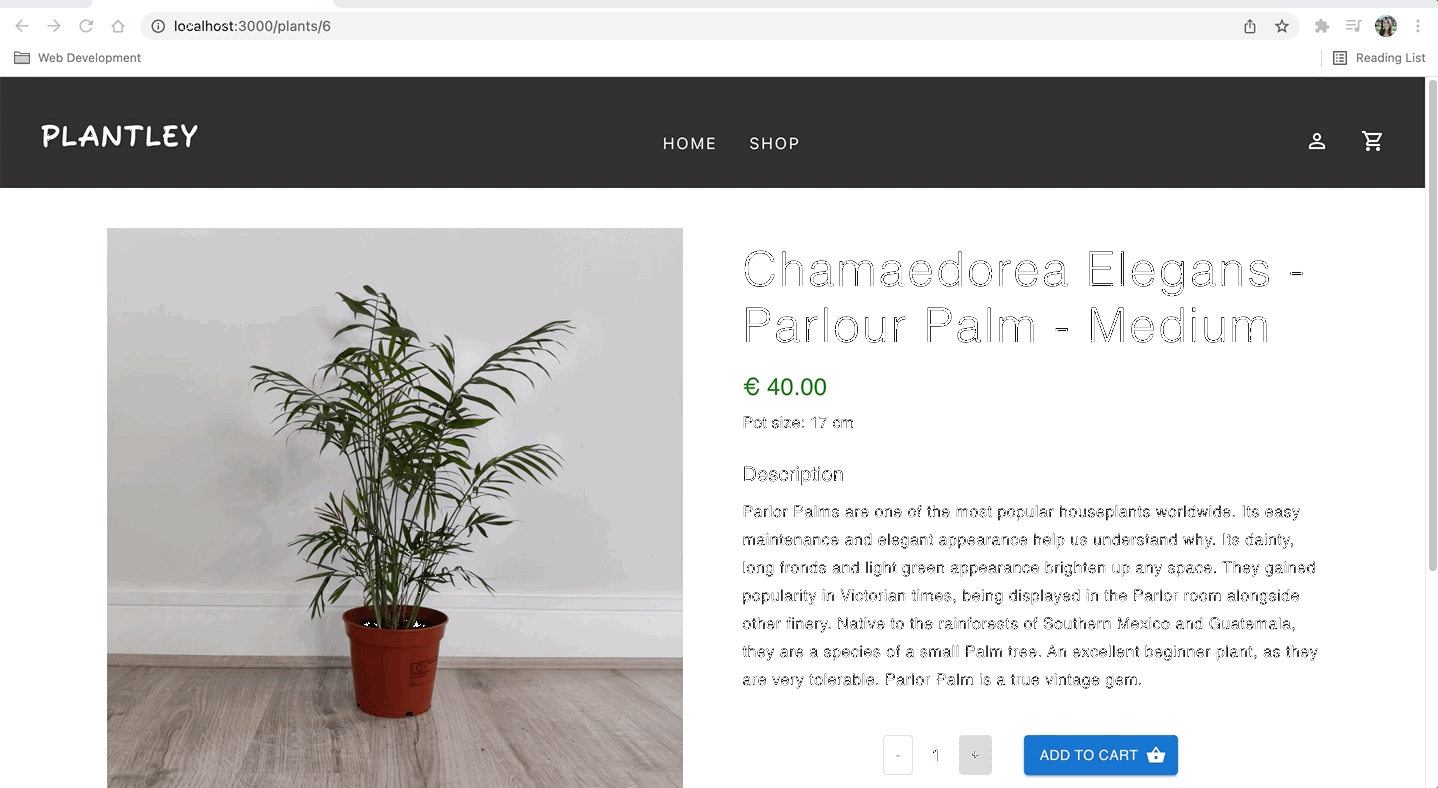 localhost:3000/plants/6
Web Development
Reading List
PLANTLEY
HOME
SHOP
Chamaedorea Elegans -
Parlour Palm - Medium
€ 40.00
Pot size: 17 cm
Description
Parlor Palms are one of the most popular houseplants worldwide. Its easy
maintenance and elegant appearance help us understand why. Its dainty,
long fronds and light green appearance brighten up any space. They gained
popularity in Victorian times, being displayed in the Parlor room alongside
other finery. Native to the rainforests of Southern Mexico and Guatemala,
they are a species of a small Palm tree. An excellent beginner plant, as they
are very tolerable. Parlor Palm is a true vintage gem.
- 1 +
ADD TO CART